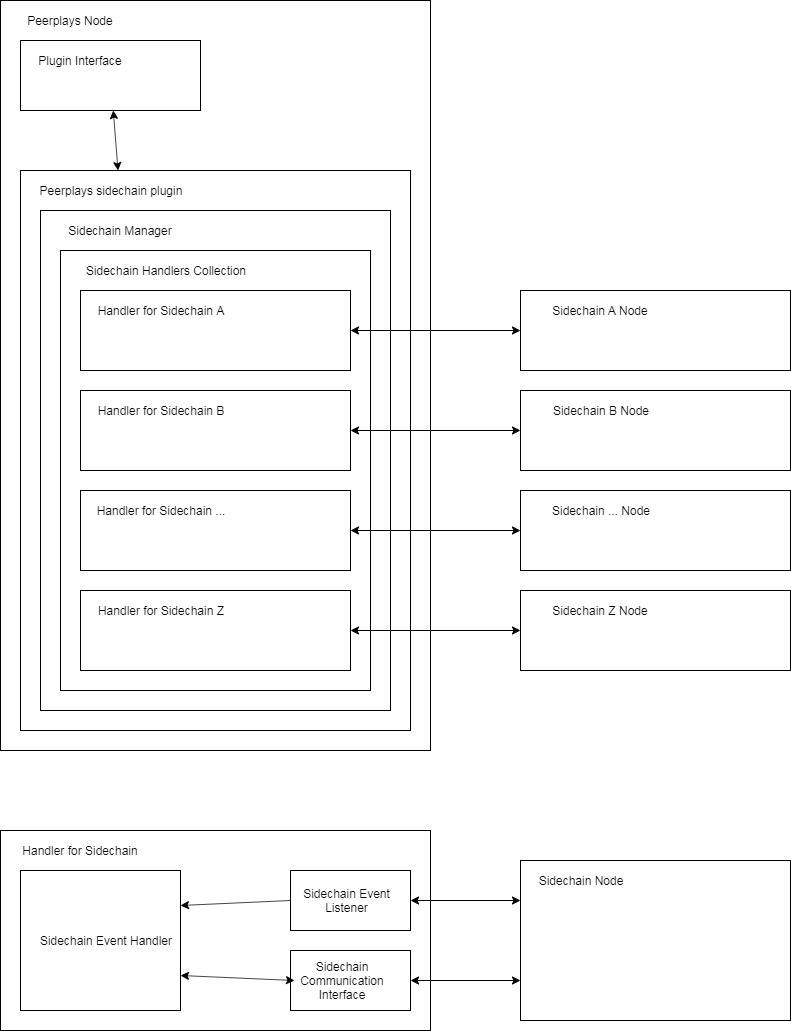 Peerplays Node
Plugin Interface
Peerplays sidechain plugin
Sidechain Manager
Sidechain Handlers Collection
Handler for Sidechain A
Sidechain A Node
Handler for Sidechain B
Sidechain B Node
Handler for Sidechain ...
Sidechain ... Node
Handler for Sidechain Z
Sidechain Z Node
Handler for Sidechain
Sidechain Event Handler
Sidechain Event
Listener
Sidechain
Communication
Interface
Sidechain Node